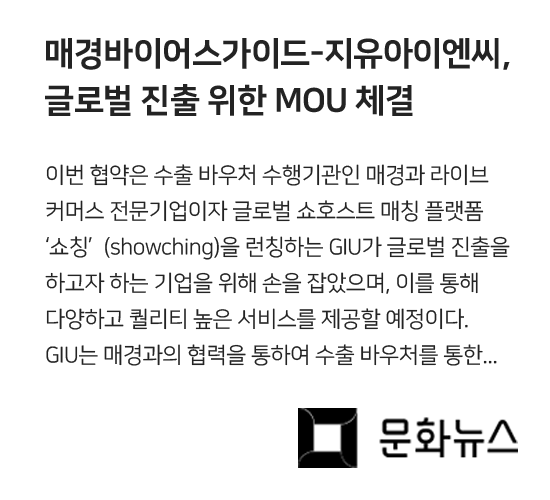 매경바이어스가이드-지유아이엔씨,
글로벌 진출 위한 MOU 체결
이번 협약은 수출 바우처 수행기관인 매경과 라이브
커머스 전문기업이자 글로벌 쇼호스트 매칭 플랫폼
‘쇼칭’ (showching)을 런칭하는 GIU가 글로벌 진출을
하고자 하는 기업을 위해 손을 잡았으며, 이를 통해
다양하고 퀄리티 높은 서비스를 제공할 예정이다.
GIU는 매경과의 협력을 통하여 수출 바우처를 통한...
문화뉴스